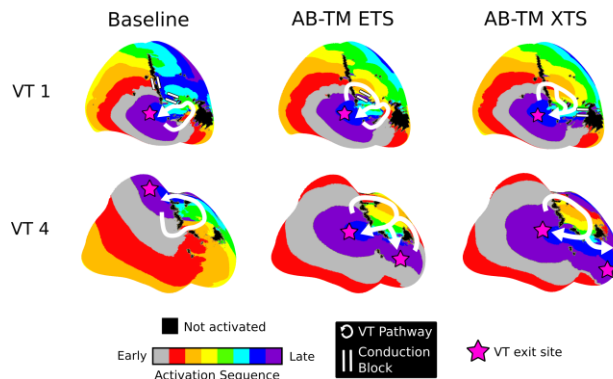 Baseline AB-TM ETS AB-TM XTS
VT 1
VT 4
Not activated
Early Late
Activation Sequence
VT Pathway
Conduction
Block
VT exit site